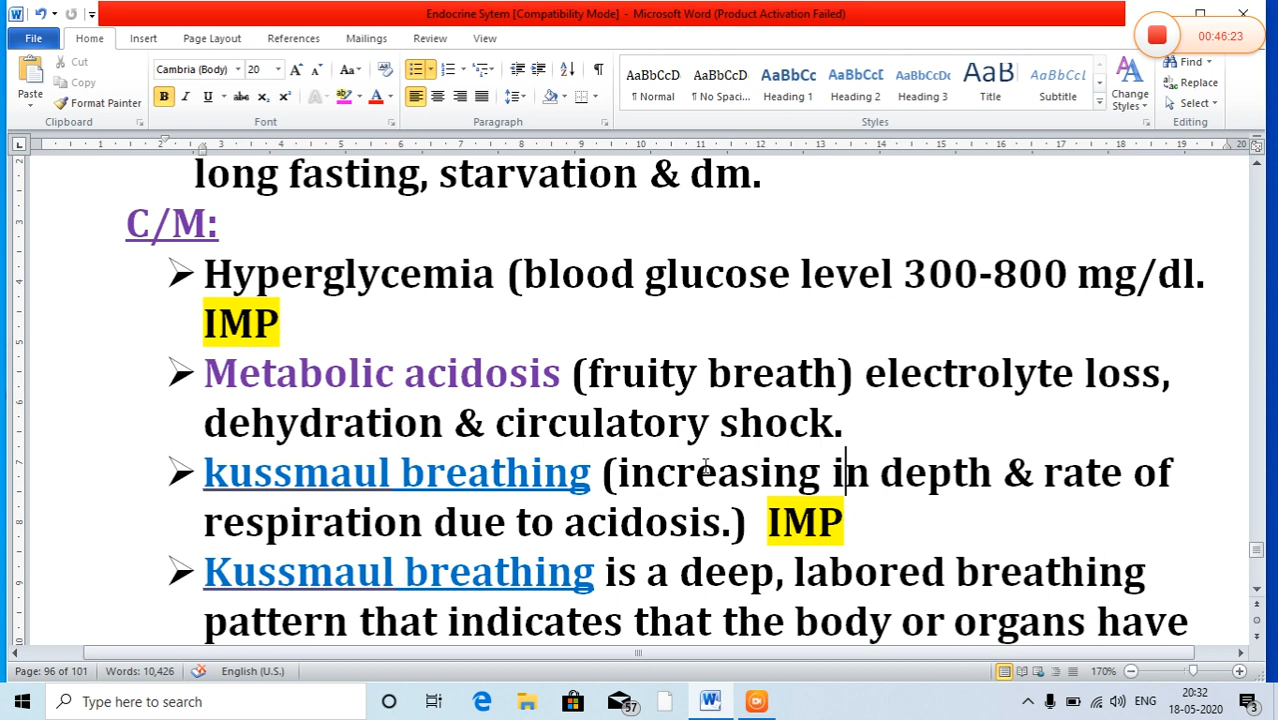 Endocrine Sytem [Compatibility Mode] - Microsoft Word (Product Activation Failed)
00:46:23
File Home Insert Page Layout References Mailings Review View
Paste
Cut
Copy
Format Painter
Cambria (Body) 20
AaBbCcD AaBbCcD AaBbCc AaBbCc AaBbCcDc AaB AaBbCcl
¶ Normal ¶ No Spaci... Heading 1 Heading 2 Heading 3 Title Subtitle
Change Styles
Find
Replace
Select
Clipboard Font Paragraph Styles Editing
long fasting, starvation & dm.
C/M:
➢ Hyperglycemia (blood glucose level 300-800 mg/dl.
IMP
➢ Metabolic acidosis (fruity breath) electrolyte loss,
dehydration & circulatory shock.
➢ kussmaul breathing (increasing in depth & rate of
respiration due to acidosis.) IMP
➢ Kussmaul breathing is a deep, labored breathing
pattern that indicates that the body or organs have
Page: 96 of 101 Words: 10,426 English (U.S.) 170%
Type here to search
57
ENG
20:32
18-05-2020
3